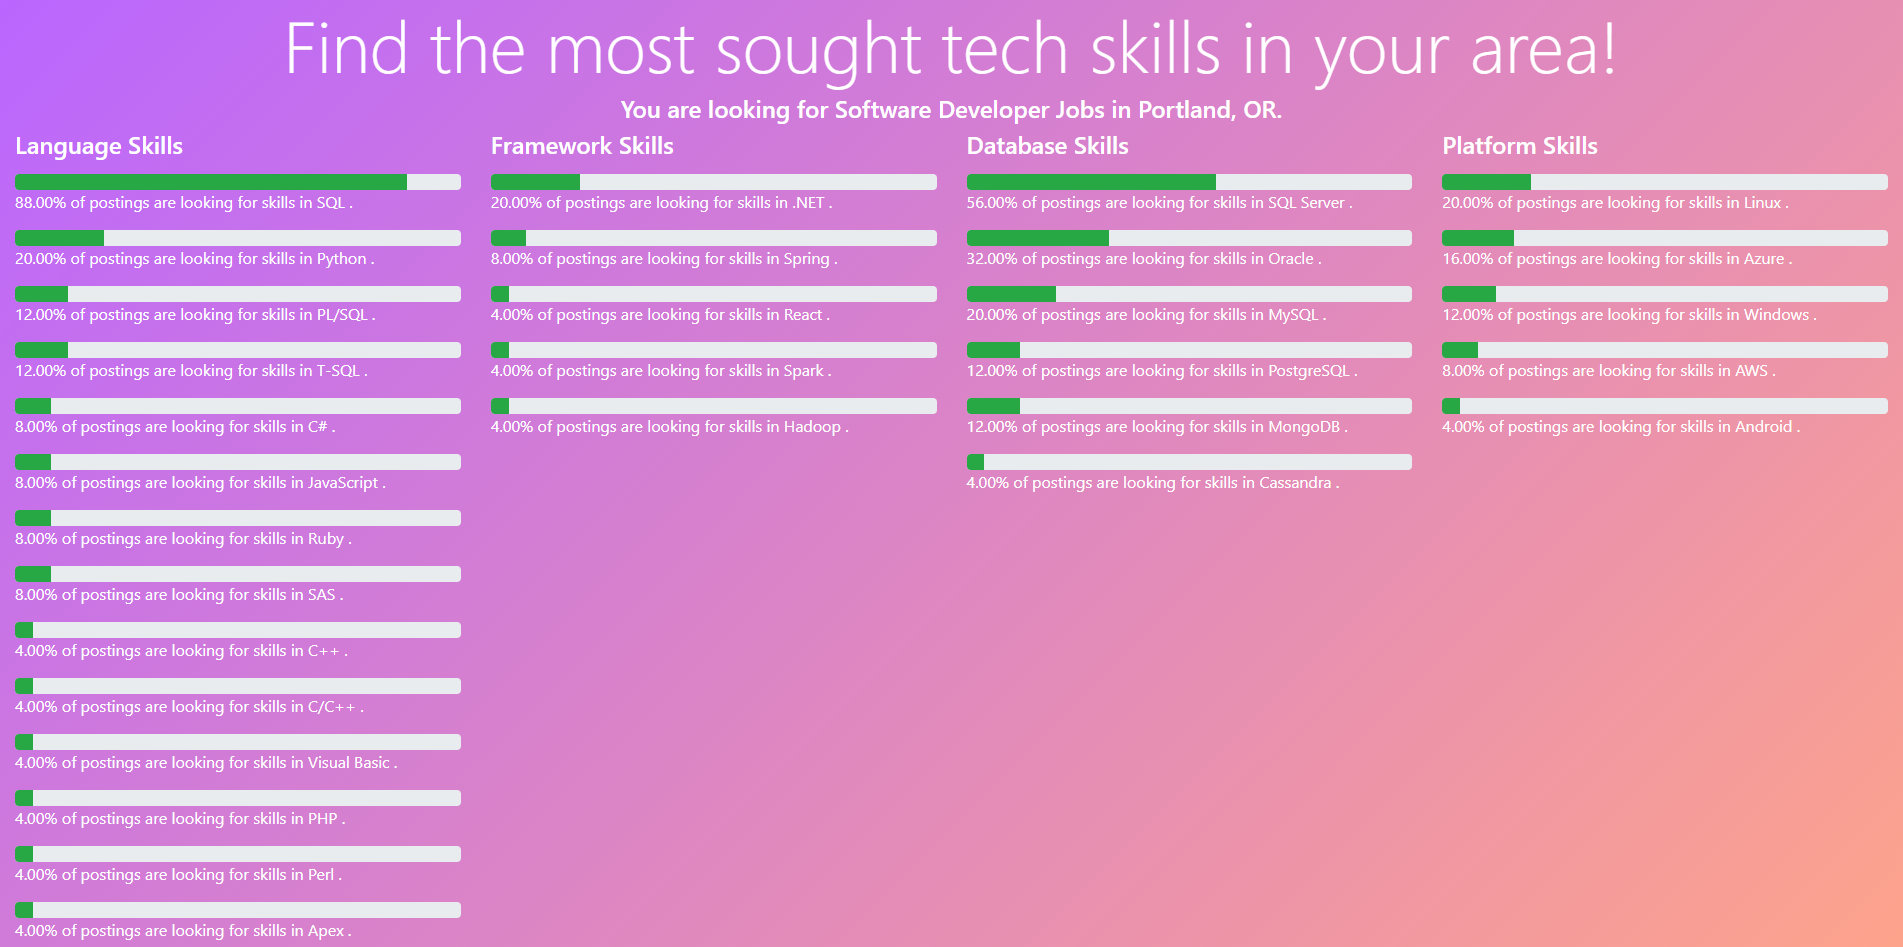 Find the most sought tech skills in your area!
You are looking for Software Developer Jobs in Portland, OR.
Language Skills
88.00% of postings are looking for skills in SQL .
20.00% of postings are looking for skills in Python .
12.00% of postings are looking for skills in PL/SQL .
12.00% of postings are looking for skills in T-SQL .
8.00% of postings are looking for skills in C# .
8.00% of postings are looking for skills in JavaScript .
8.00% of postings are looking for skills in Ruby .
8.00% of postings are looking for skills in SAS .
4.00% of postings are looking for skills in C++ .
4.00% of postings are looking for skills in C/C++ .
4.00% of postings are looking for skills in Visual Basic .
4.00% of postings are looking for skills in PHP .
4.00% of postings are looking for skills in Perl .
4.00% of postings are looking for skills in Apex .
Framework Skills
20.00% of postings are looking for skills in .NET .
8.00% of postings are looking for skills in Spring .
4.00% of postings are looking for skills in React .
4.00% of postings are looking for skills in Spark .
4.00% of postings are looking for skills in Hadoop .
Database Skills
56.00% of postings are looking for skills in SQL Server .
32.00% of postings are looking for skills in Oracle .
20.00% of postings are looking for skills in MySQL .
12.00% of postings are looking for skills in PostgreSQL .
12.00% of postings are looking for skills in MongoDB .
4.00% of postings are looking for skills in Cassandra .
Platform Skills
20.00% of postings are looking for skills in Linux .
16.00% of postings are looking for skills in Azure .
12.00% of postings are looking for skills in Windows .
8.00% of postings are looking for skills in AWS .
4.00% of postings are looking for skills in Android .